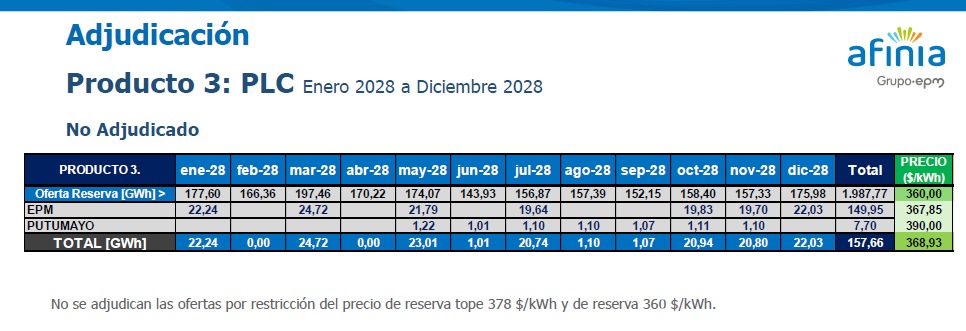 Adjudicación
afinia
Grupo·epm
Producto 3: PLC Enero 2028 a Diciembre 2028
No Adjudicado
PRODUCTO 3. ene-28 feb-28 mar-28 abr-28 may-28 jun-28 jul-28 ago-28 sep-28 oct-28 nov-28 dic-28 Total PRECIO ($/kWh)
Oferta Reserva [GWh] > 177,60 166,36 197,46 170,22 174,07 143,93 156,87 157,39 152,15 158,40 157,33 175,98 1.987,77 360,00
EPM 22,24 24,72 21,79 19,64 19,83 19,70 22,03 149,95 367,85
PUTUMAYO 1,22 1,01 1,10 1,10 1,07 1,11 1,10 7,70 390,00
TOTAL [GWh] 22,24 0,00 24,72 0,00 23,01 1,01 20,74 1,10 1,07 20,94 20,80 22,03 157,66 368,93
No se adjudican las ofertas por restricción del precio de reserva tope 378 $/kWh y de reserva 360 $/kWh.